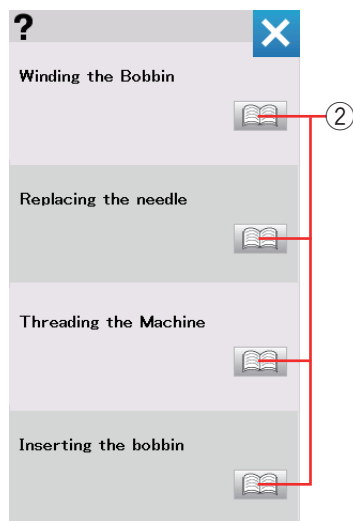 ?
Winding the Bobbin
②
Replacing the needle
Threading the Machine
Inserting the bobbin